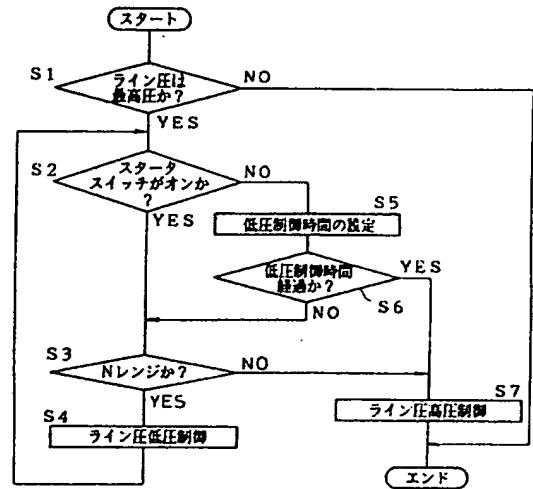 スタート
S1
ライン圧は
最高圧か？
NO
YES
S2
スタータ
スイッチがオンか
？
NO
YES
S5
低圧制御時間の設定
低圧制御時間
経過か？
YES
NO
S6
S3
Nレンジか？
NO
YES
S4
ライン圧低圧制御
S7
ライン圧高圧制御
エンド